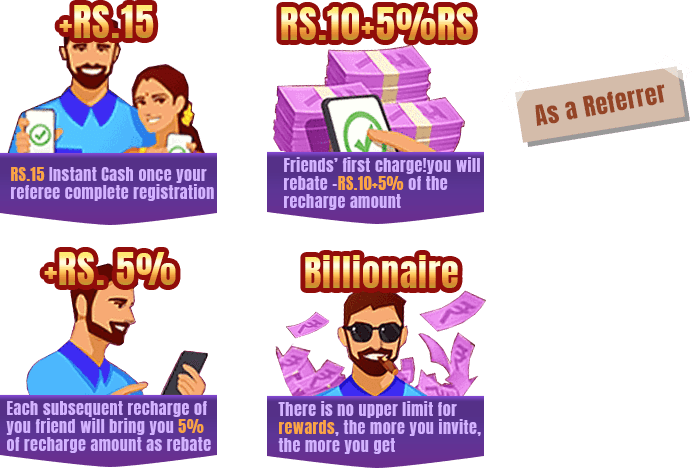 +RS.15
RS.15 Instant Cash once your
referee complete registration
RS.10+5%RS
Friends' first charge!you will
rebate -RS.10+5% of the
recharge amount
As a Referrer
+RS. 5%
Each subsequent recharge of
you friend will bring you 5%
of recharge amount as rebate
Billionaire
There is no upper limit for
rewards, the more you invite,
the more you get